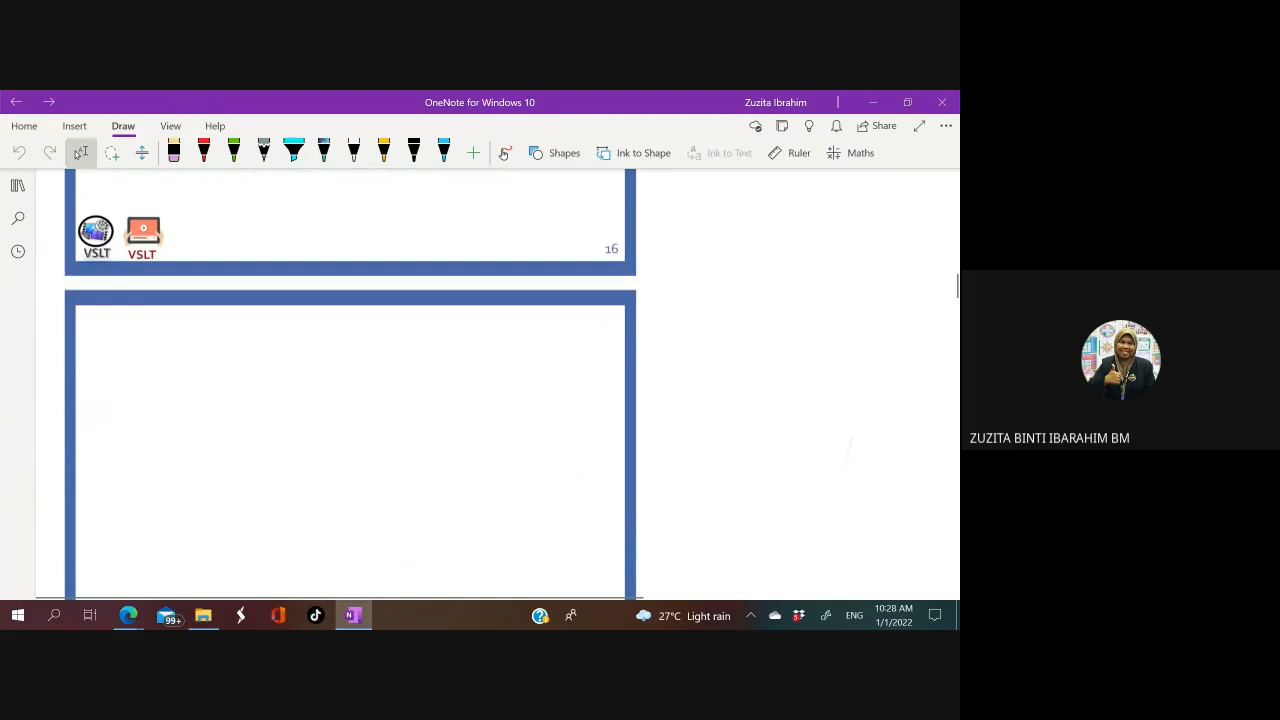 OneNote for Windows 10
Zuzita Ibrahim
Home Insert Draw View Help
Share
Shapes Ink to Shape Ink to Text Ruler Maths
VSLT VSLT
16
ZUZITA BINTI IBARAHIM BM
99+
27°C Light rain
ENG
10:28 AM
1/1/2022